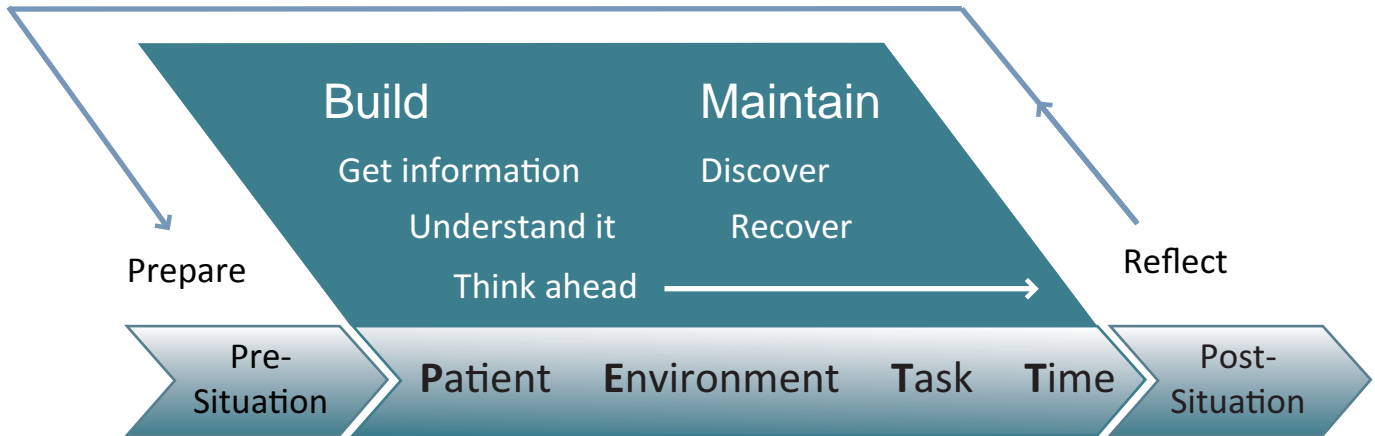 Build
Maintain
Get information
Discover
Understand it
Recover
Think ahead
Prepare
Reflect
Pre-
Situation
Patient Environment Task Time
Post-
Situation